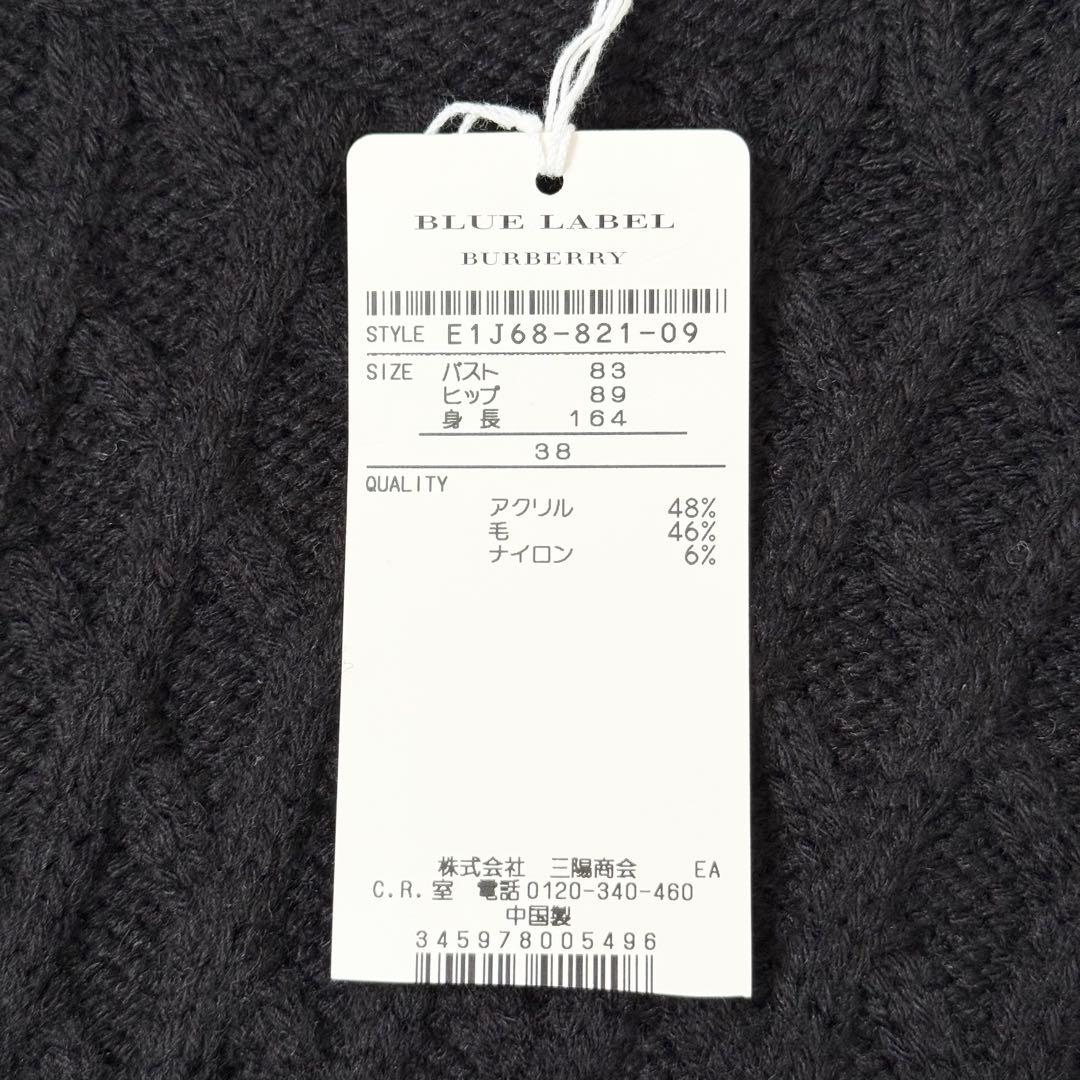 BLUE LABEL
BURBERRY
STYLE E1J68-821-09
SIZE バスト 83
ヒップ 89
身長 164
38
QUALITY
アクリル 48%
毛 46%
ナイロン 6%
株式会社 三陽商会 EA
C.R.室 電話0120-340-460
中国製
345978005496